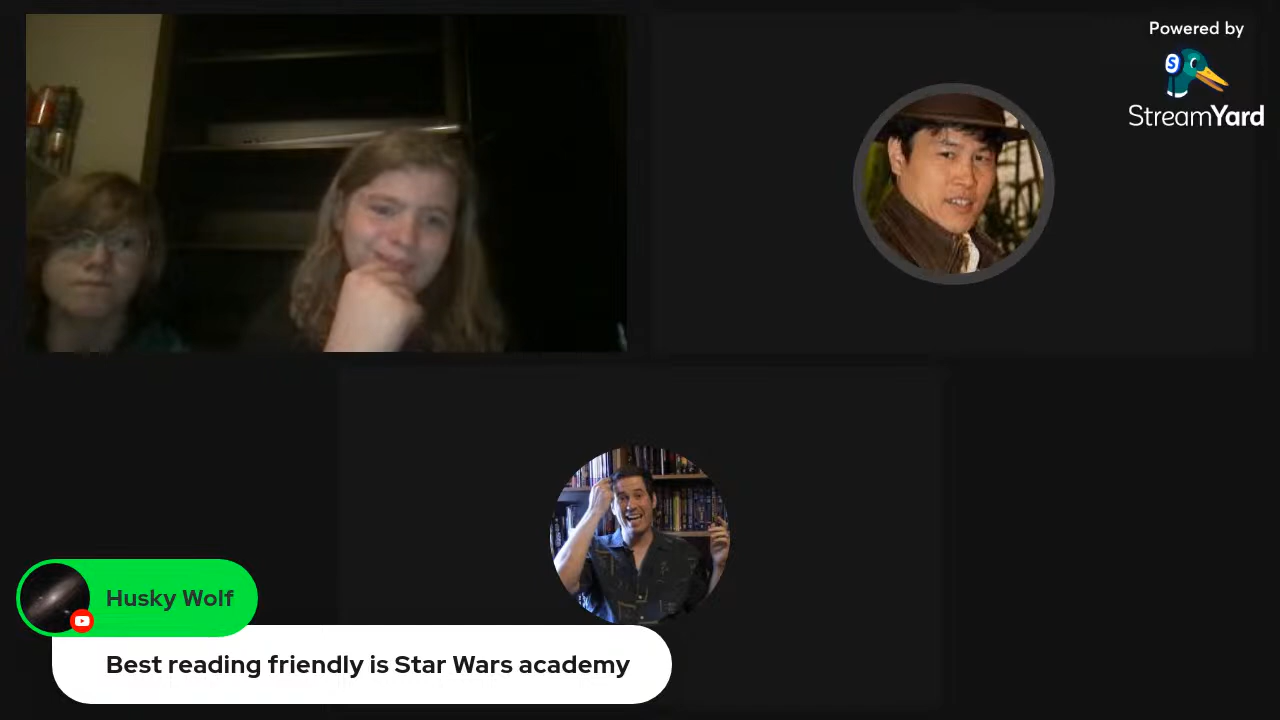 Powered by
S
StreamYard
Husky Wolf
Best reading friendly is Star Wars academy